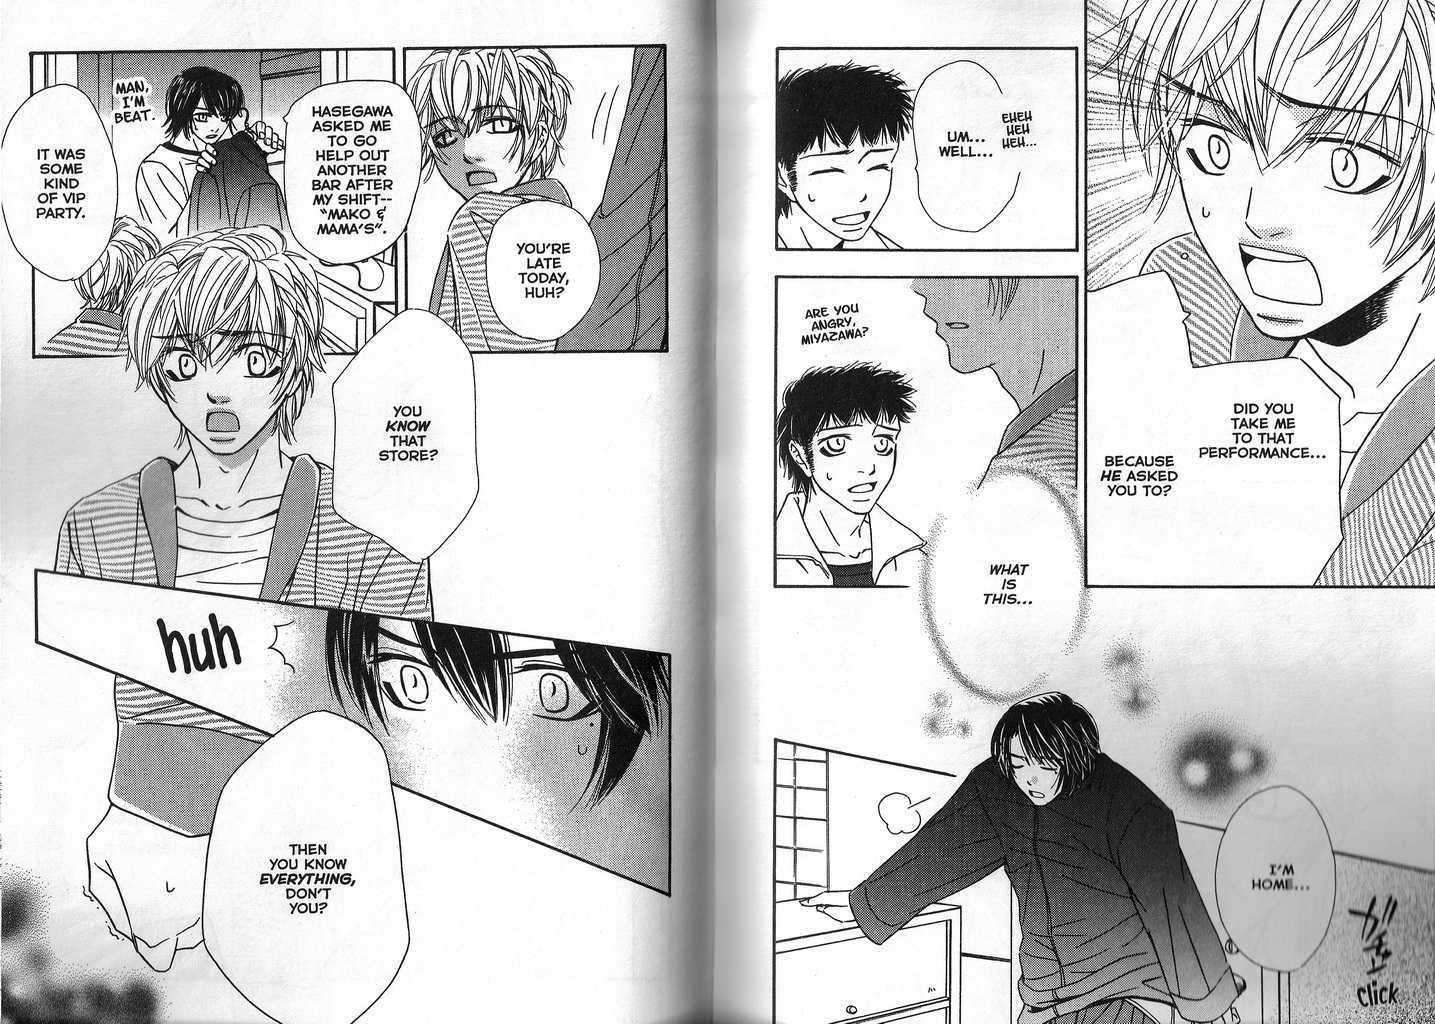 DID YOU
TAKE ME
TO THAT
PERFORMANCE...
BECAUSE
HE ASKED
YOU TO?
EHEH
HEH
HEH...
UM...
WELL...
ARE YOU
ANGRY,
MIYAZAWA?
WHAT
IS
THIS...
I'M
HOME...
ガチャ
click
YOU'RE
LATE
TODAY,
HUH?
HASEGAWA
ASKED ME
TO GO
HELP OUT
ANOTHER
BAR AFTER
MY SHIFT--
"MAKO &
MAMA'S".
MAN,
I'M
BEAT.
IT WAS
SOME
KIND
OF VIP
PARTY.
YOU
KNOW
THAT
STORE?
huh
THEN
YOU KNOW
EVERYTHING,
DON'T
YOU?